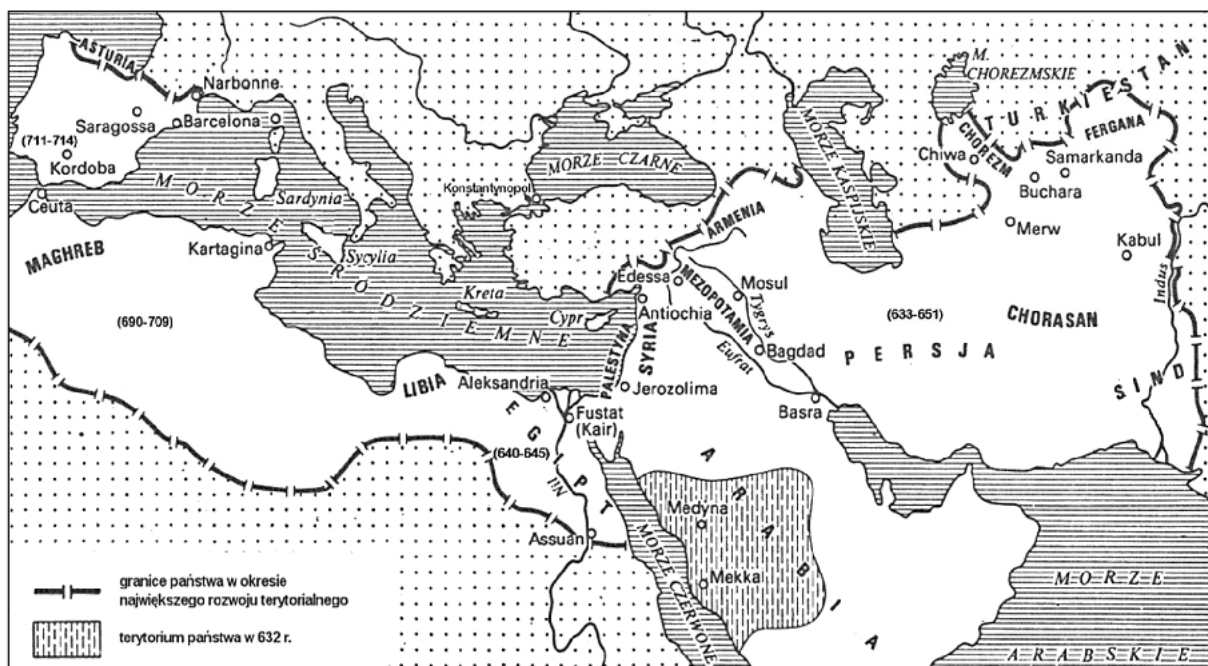 ASTURIA
Narbonne
Saragossa
Barcelona
(711-714)
Kordoba
Ceuta
MORZE ŚRÓDZIEMNE
Sardynia
Kartagina
Sycylia
MAGHREB
(690-709)
Kreta
Cypr
Konstantynopol
MORZE CZARNE
MORZE KASPIJSKIE
M.
CHOREZMSKIE
TURKIESTAN
CHOREZM
FERGANA
Chiwa
Samarkanda
Buchara
Merw
Kabul
Indus
ARMENIA
Edessa
MEZOPOTAMIA
Mosul
Tygrys
Antiochia
PALESTYNA
SYRIA
Eufrat
Bagdad
(633-651)
CHORASAN
PERSJA
SIND
LIBIA
Aleksandria
Jerozolima
Basra
EGIPT
Fustat
(Kair)
(640-645)
Nil
ARABIA
Medyna
Assuan
MORZE CZERWONE
Mekka
MORZE
ARABSKIE
granice państwa w okresie
największego rozwoju terytorialnego
terytorium państwa w 632 r.